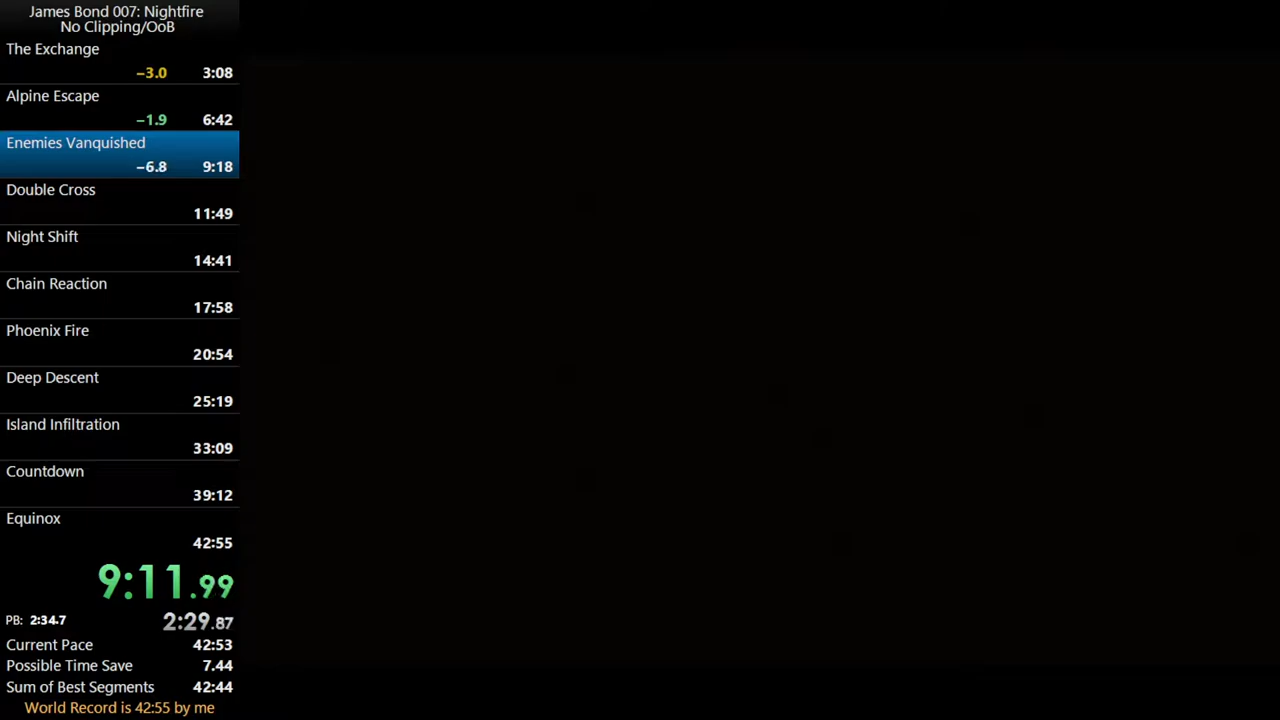 James Bond 007: Nightfire
No Clipping/OoB
The Exchange
−3.0 3:08
Alpine Escape
−1.9 6:42
Enemies Vanquished
−6.8 9:18
Double Cross
11:49
Night Shift
14:41
Chain Reaction
17:58
Phoenix Fire
20:54
Deep Descent
25:19
Island Infiltration
33:09
Countdown
39:12
Equinox
42:55
9:11.99
PB: 2:34.7 2:29.87
Current Pace 42:53
Possible Time Save 7.44
Sum of Best Segments 42:44
World Record is 42:55 by me